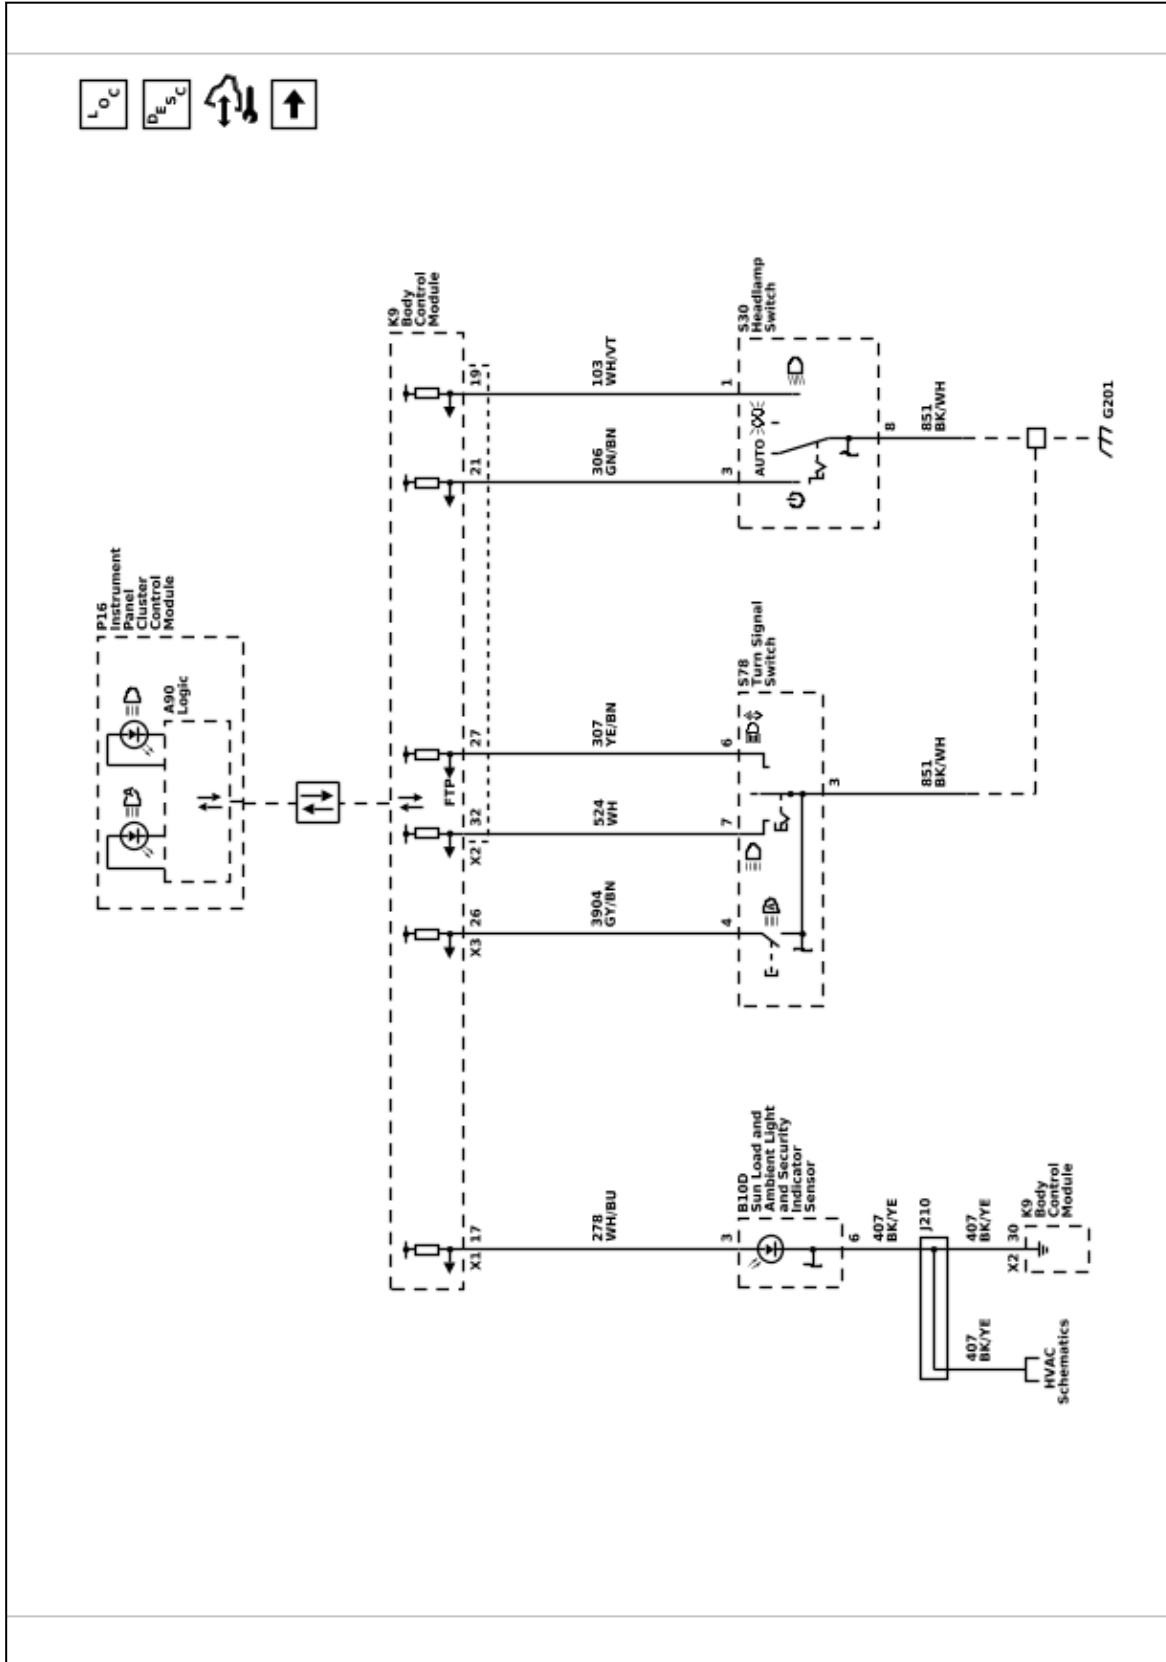 LOC
DESC
P16
Instrument
Panel
Cluster
Control
Module
A90
Logic
K9
Body
Control
Module
X1 17
X3 26
X2 32
FTP
27
21
19
278
WH/BU
3904
GY/BN
524
WH
307
YE/BN
306
GN/BN
103
WH/VT
3
4
7
6
3
1
B10D
Sun Load and
Ambient Light
and Security
Indicator
Sensor
S78
Turn Signal
Switch
A
S30
Headlamp
Switch
AUTO
6
3
8
407
BK/YE
851
BK/WH
851
BK/WH
J210
407
BK/YE
407
BK/YE
X2 30
K9
Body
Control
Module
HVAC
Schematics
G201